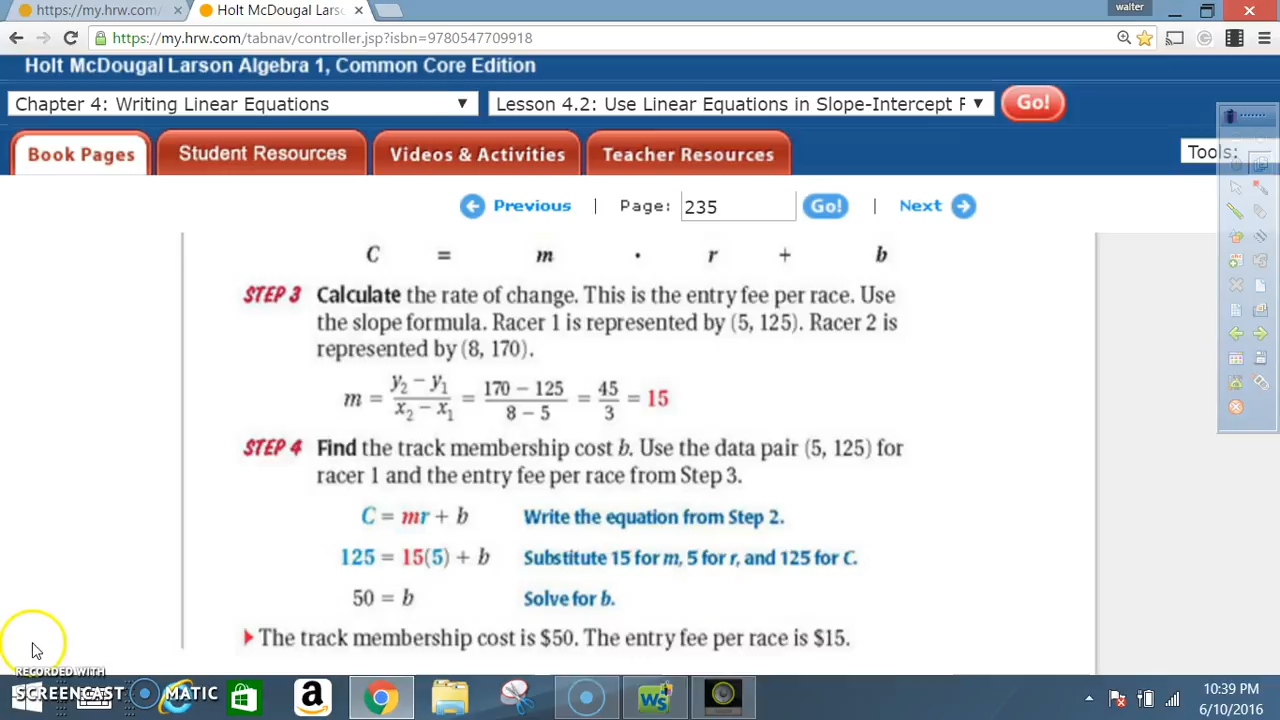 https://my.hrw.com/ ×
Holt McDougal Lars ×
walter
https://my.hrw.com/tabnav/controller.jsp?isbn=9780547709918
Holt McDougal Larson Algebra 1, Common Core Edition
Chapter 4: Writing Linear Equations ▼
Lesson 4.2: Use Linear Equations in Slope-Intercept F ▼
Go!
Book Pages
Student Resources
Videos & Activities
Teacher Resources
Tools:
Previous | Page: 235 Go! | Next
C = m · r + b
STEP 3 Calculate the rate of change. This is the entry fee per race. Use
the slope formula. Racer 1 is represented by (5, 125). Racer 2 is
represented by (8, 170).
m = (y₂ − y₁)/(x₂ − x₁) = (170 − 125)/(8 − 5) = 45/3 = 15
STEP 4 Find the track membership cost b. Use the data pair (5, 125) for
racer 1 and the entry fee per race from Step 3.
C = mr + b Write the equation from Step 2.
125 = 15(5) + b Substitute 15 for m, 5 for r, and 125 for C.
50 = b Solve for b.
The track membership cost is $50. The entry fee per race is $15.
RECORDED WITH
SCREENCAST MATIC
WS
10:39 PM
6/10/2016